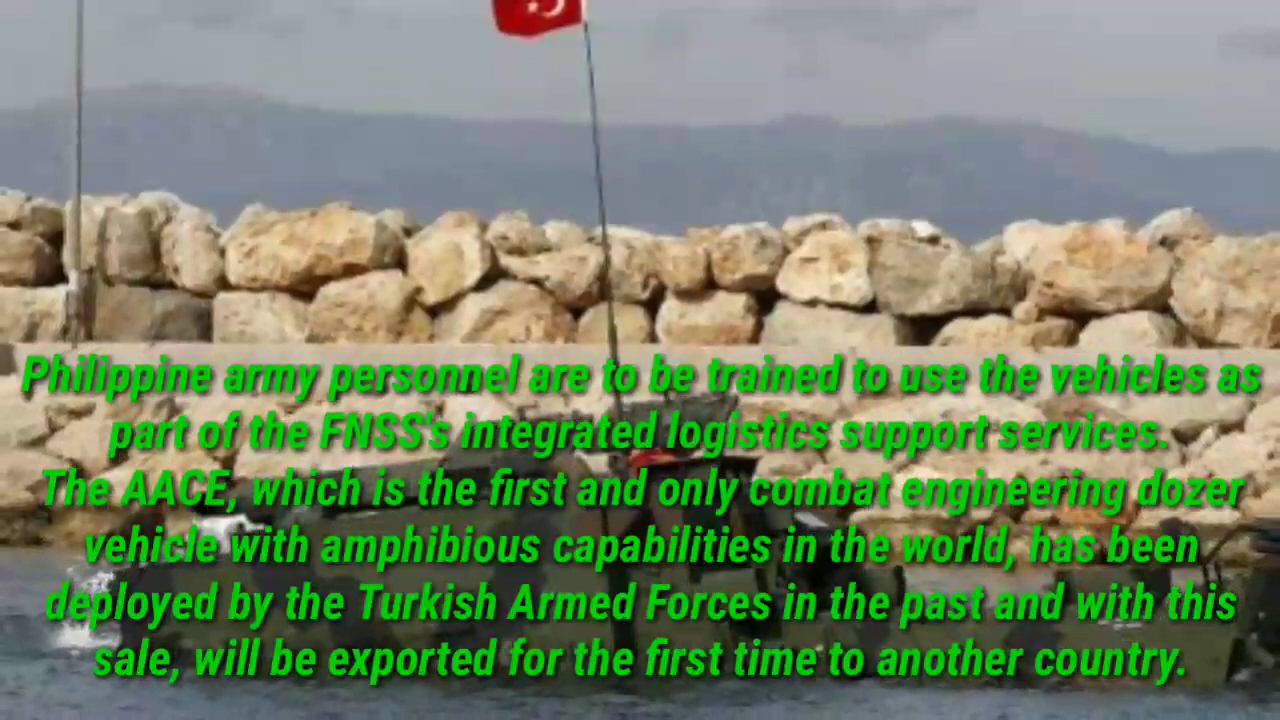 Philippine army personnel are to be trained to use the vehicles as
part of the FNSS's integrated logistics support services.
The AACE, which is the first and only combat engineering dozer
vehicle with amphibious capabilities in the world, has been
deployed by the Turkish Armed Forces in the past and with this
sale, will be exported for the first time to another country.